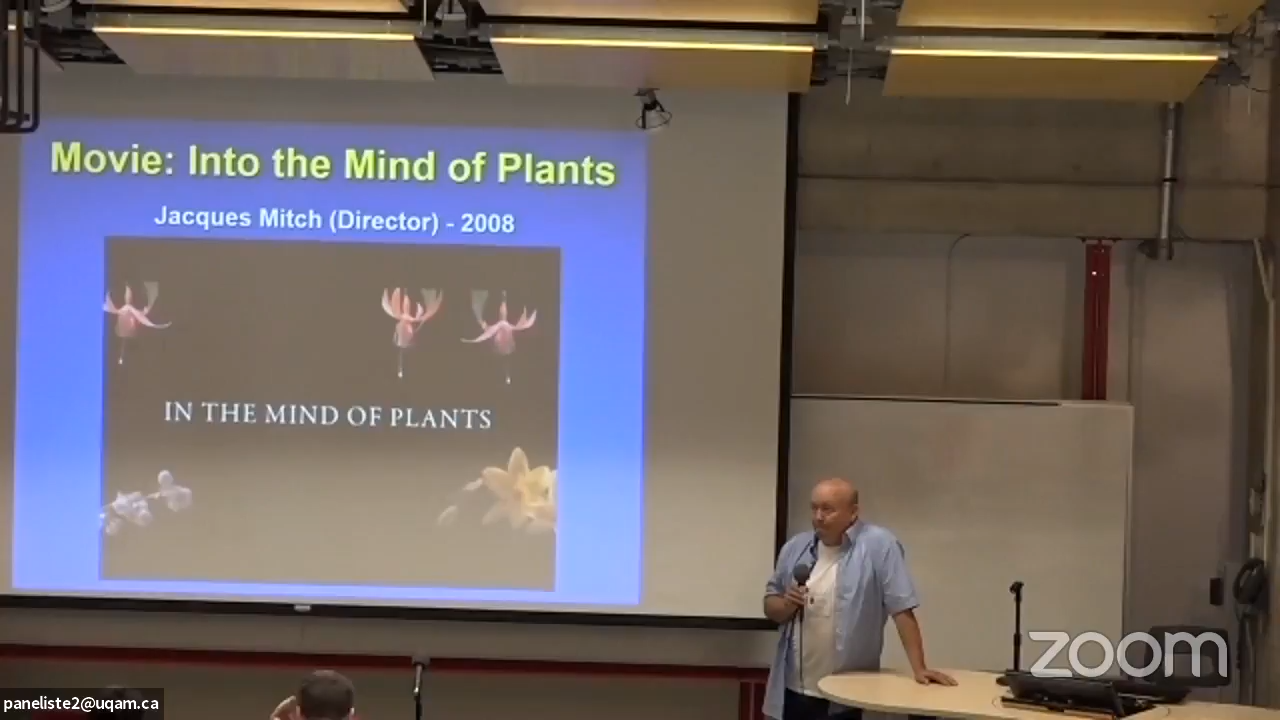 Movie: Into the Mind of Plants
Jacques Mitch (Director) - 2008
IN THE MIND OF PLANTS
zoom
paneliste2@uqam.ca